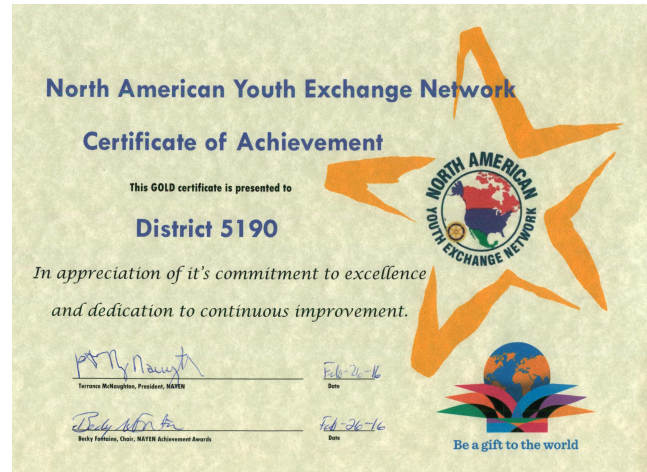 North American Youth Exchange Network
Certificate of Achievement
This GOLD certificate is presented to
District 5190
In appreciation of it's commitment to excellence
and dedication to continuous improvement.
NORTH AMERICAN
YOUTH EXCHANGE NETWORK
Feb-26-16
Terrance McNaughton, President, NAYEN
Date
Feb-26-16
Becky Fontaine, Chair, NAYEN Achievement Awards
Date
Be a gift to the world